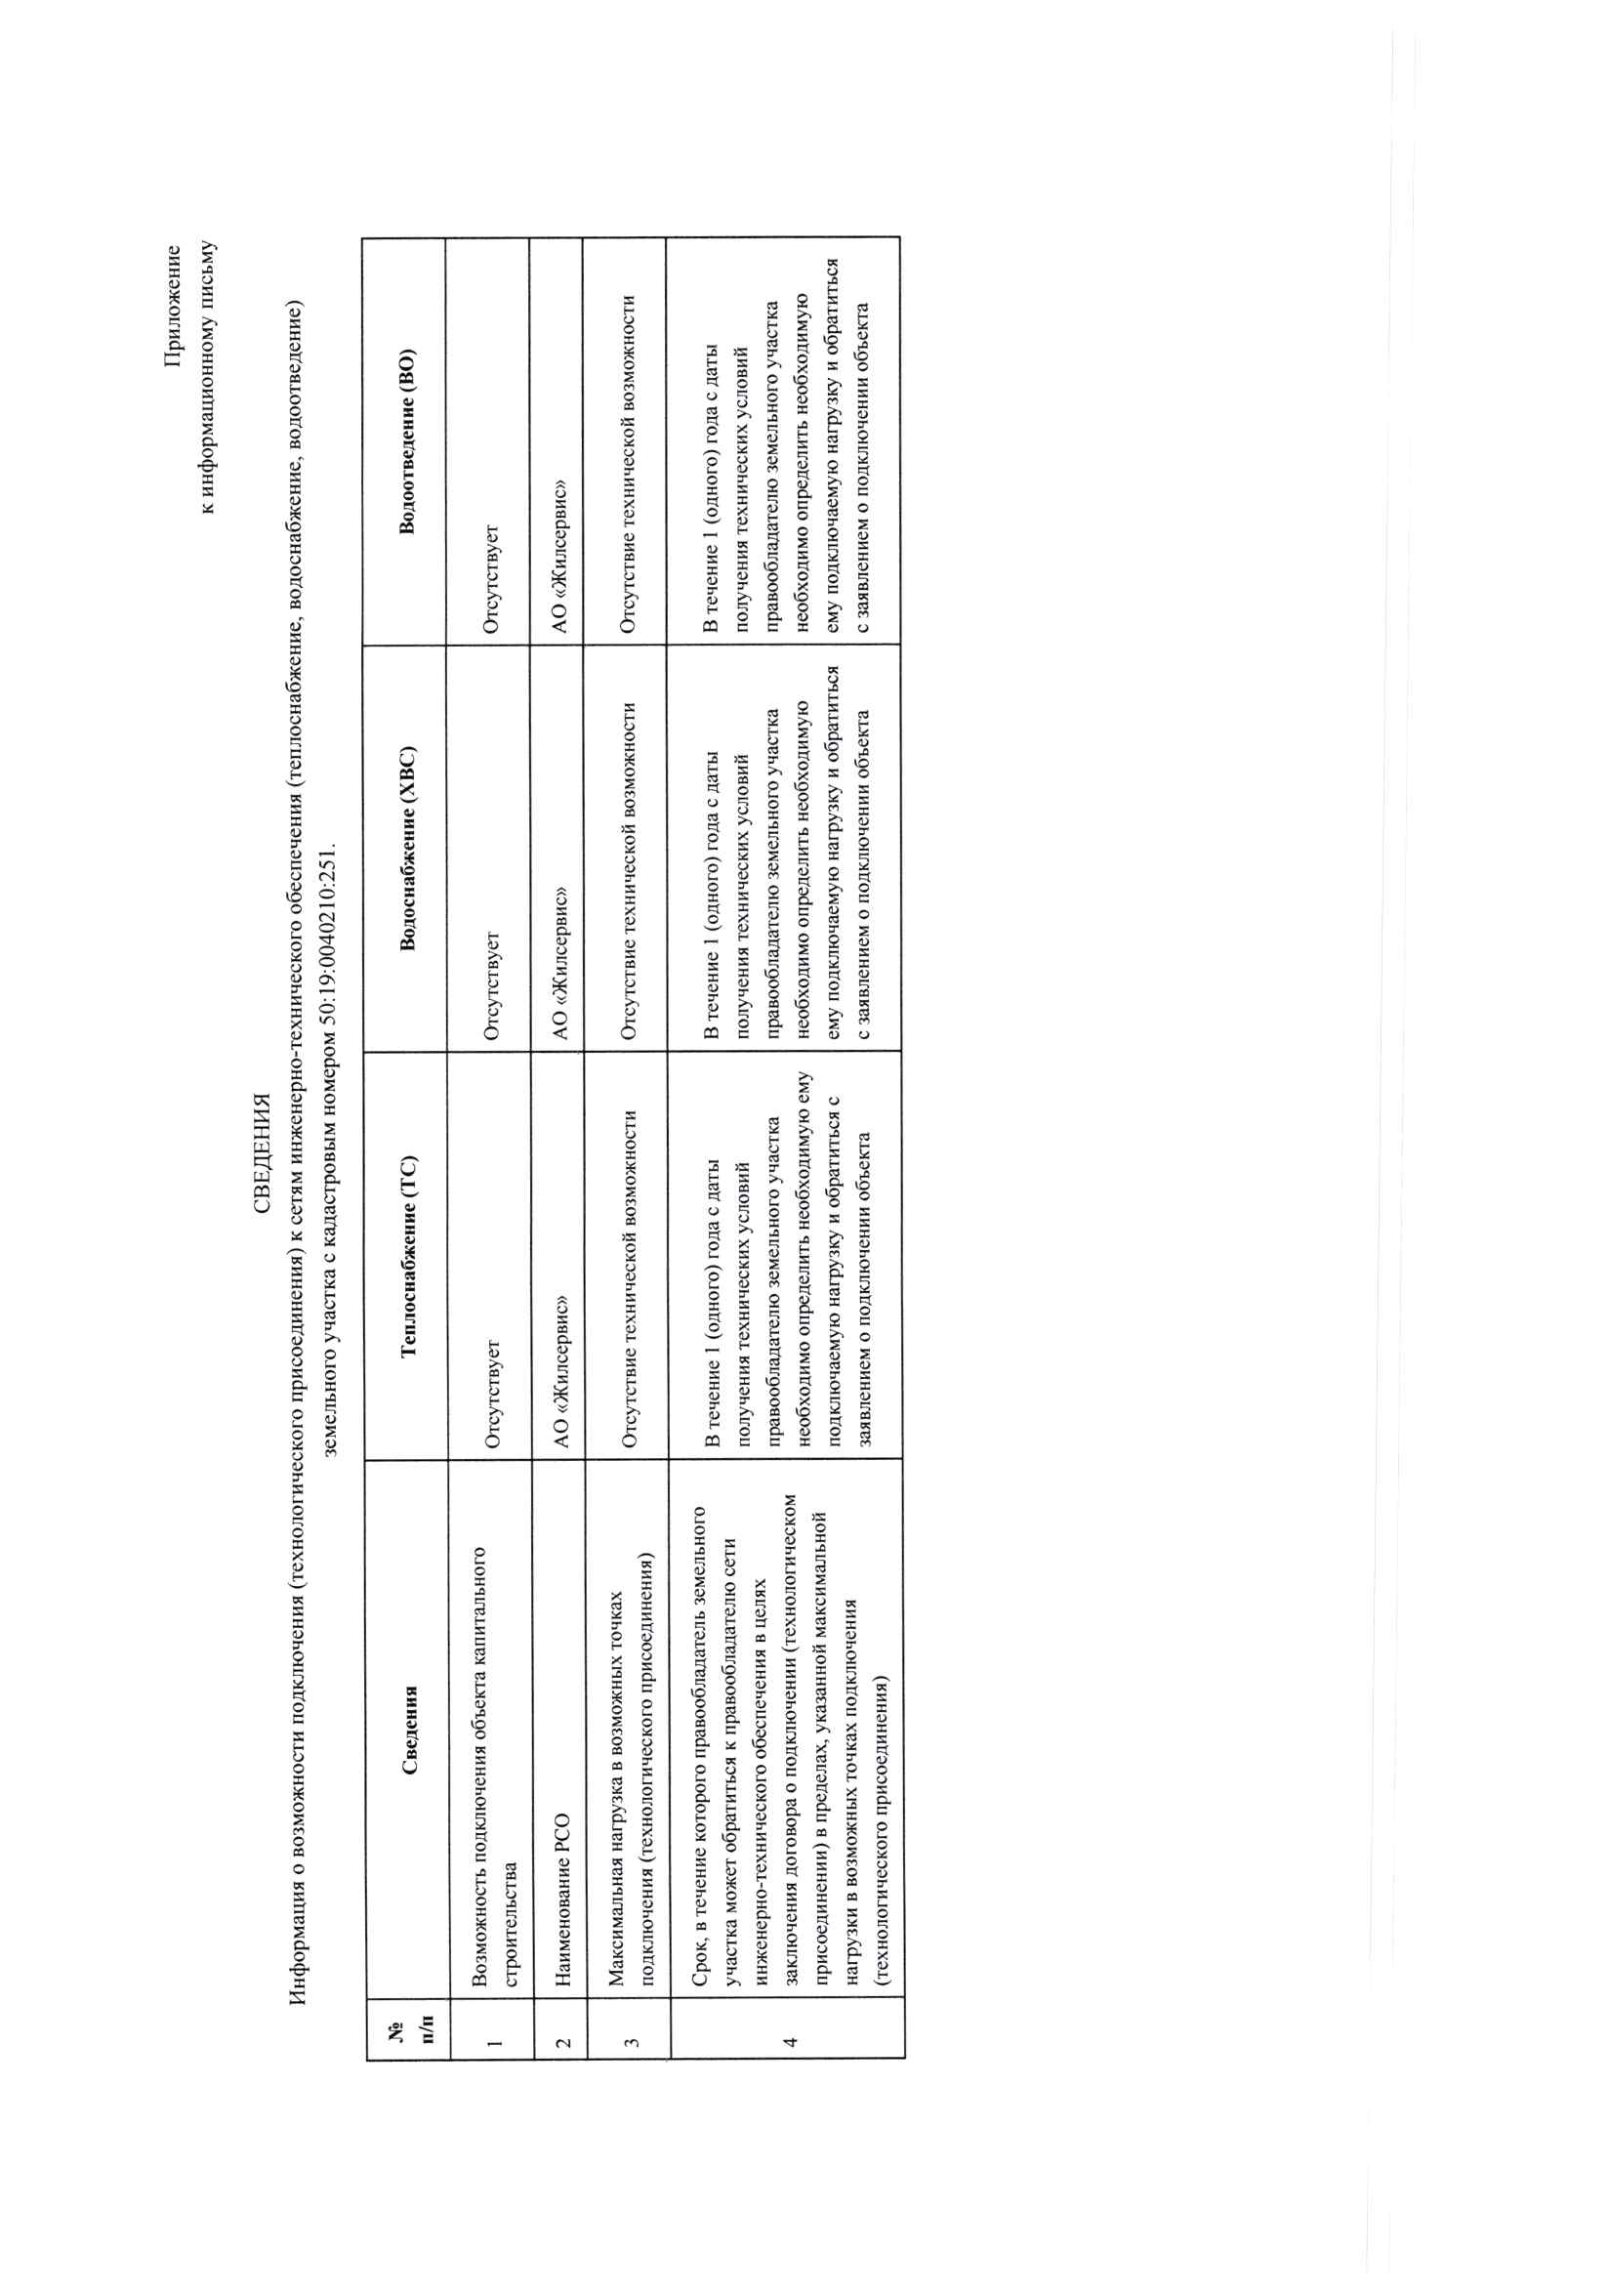 Приложение
к информационному письму
СВЕДЕНИЯ
Информация о возможности подключения (технологического присоединения) к сетям инженерно-технического обеспечения (теплоснабжение, водоснабжение, водоотведение)
земельного участка с кадастровым номером 50:19:0040210:251.
№
п/п
Сведения
Теплоснабжение (ТС)
Водоснабжение (ХВС)
Водоотведение (ВО)
1
Возможность подключения объекта капитального
строительства
Отсутствует
Отсутствует
Отсутствует
2
Наименование РСО
АО «Жилсервис»
АО «Жилсервис»
АО «Жилсервис»
3
Максимальная нагрузка в возможных точках
подключения (технологического присоединения)
Отсутствие технической возможности
Отсутствие технической возможности
Отсутствие технической возможности
4
Срок, в течение которого правообладатель земельного
участка может обратиться к правообладателю сети
инженерно-технического обеспечения в целях
заключения договора о подключении (технологическом
присоединении) в пределах, указанной максимальной
нагрузки в возможных точках подключения
(технологического присоединения)
В течение 1 (одного) года с даты
получения технических условий
правообладателю земельного участка
необходимо определить необходимую ему
подключаемую нагрузку и обратиться с
заявлением о подключении объекта
В течение 1 (одного) года с даты
получения технических условий
правообладателю земельного участка
необходимо определить необходимую
ему подключаемую нагрузку и обратиться
с заявлением о подключении объекта
В течение 1 (одного) года с даты
получения технических условий
правообладателю земельного участка
необходимо определить необходимую
ему подключаемую нагрузку и обратиться
с заявлением о подключении объекта